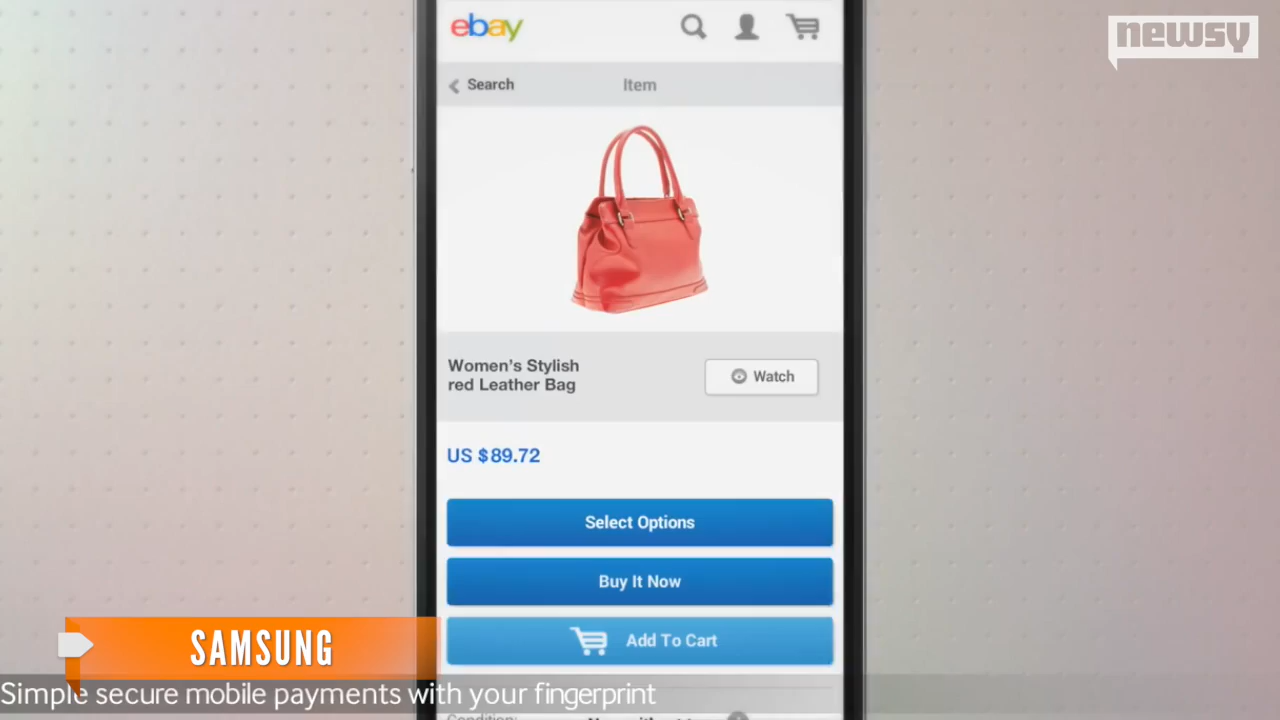 ebay
newsy
Search
Item
Women's Stylish
red Leather Bag
Watch
US $89.72
Select Options
Buy It Now
Add To Cart
SAMSUNG
Simple secure mobile payments with your fingerprint
Condition: